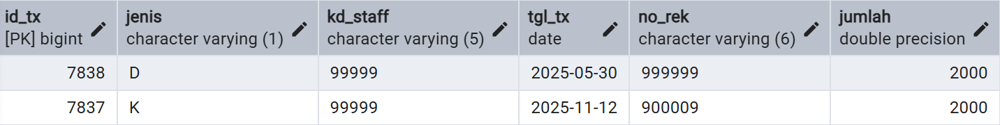 id_tx jenis kd_staff tgl_tx no_rek jumlah
[PK] bigint character varying (1) character varying (5) date character varying (6) double precision
7838 D 99999 2025-05-30 999999 2000
7837 K 99999 2025-11-12 900009 2000